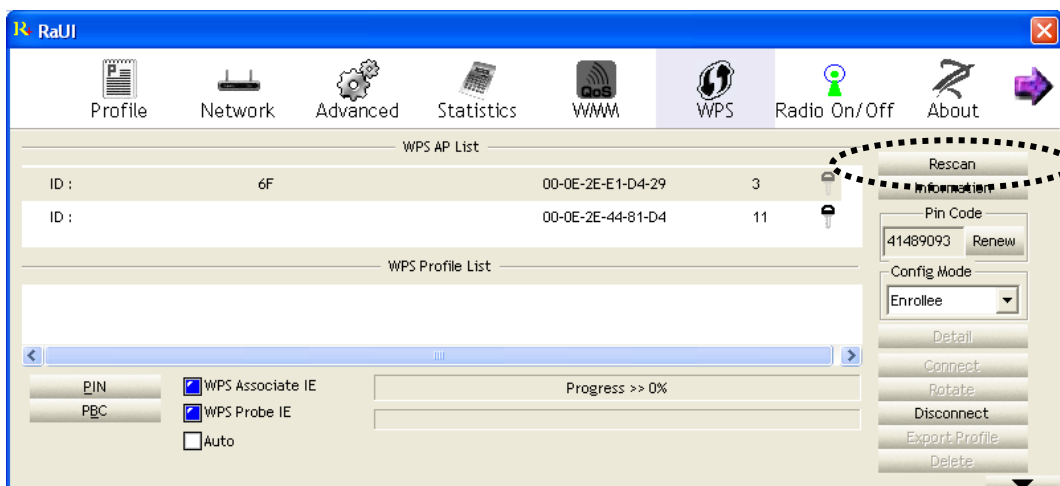 RaUI
Profile Network Advanced Statistics QoS WMM WPS Radio On/Off About
WPS AP List
ID : 6F 00-0E-2E-E1-D4-29 3
ID : 00-0E-2E-44-81-D4 11
WPS Profile List
Rescan
Information
Pin Code
41489093 Renew
Config Mode
Enrollee
Detail
Connect
Rotate
Disconnect
Export Profile
Delete
PIN WPS Associate IE Progress >> 0%
PBC WPS Probe IE
Auto